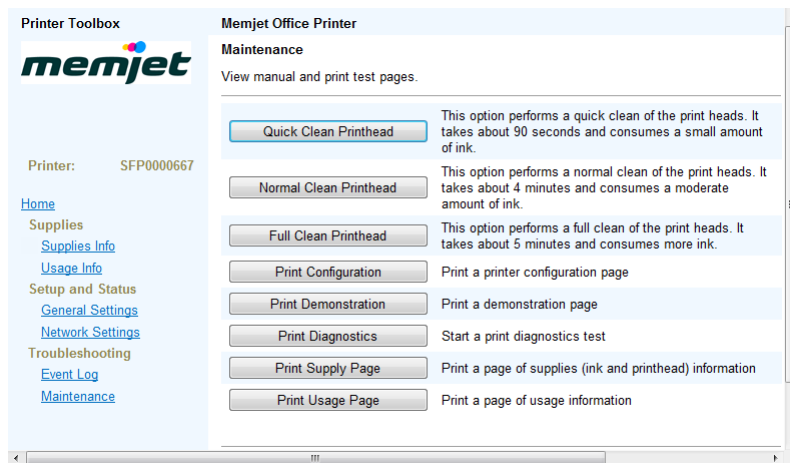 Printer Toolbox
memjet
Printer: SFP0000667
Home
Supplies
Supplies Info
Usage Info
Setup and Status
General Settings
Network Settings
Troubleshooting
Event Log
Maintenance
Memjet Office Printer
Maintenance
View manual and print test pages.
Quick Clean Printhead
This option performs a quick clean of the print heads. It
takes about 90 seconds and consumes a small amount
of ink.
Normal Clean Printhead
This option performs a normal clean of the print heads. It
takes about 4 minutes and consumes a moderate
amount of ink.
Full Clean Printhead
This option performs a full clean of the print heads. It
takes about 5 minutes and consumes more ink.
Print Configuration
Print a printer configuration page
Print Demonstration
Print a demonstration page
Print Diagnostics
Start a print diagnostics test
Print Supply Page
Print a page of supplies (ink and printhead) information
Print Usage Page
Print a page of usage information